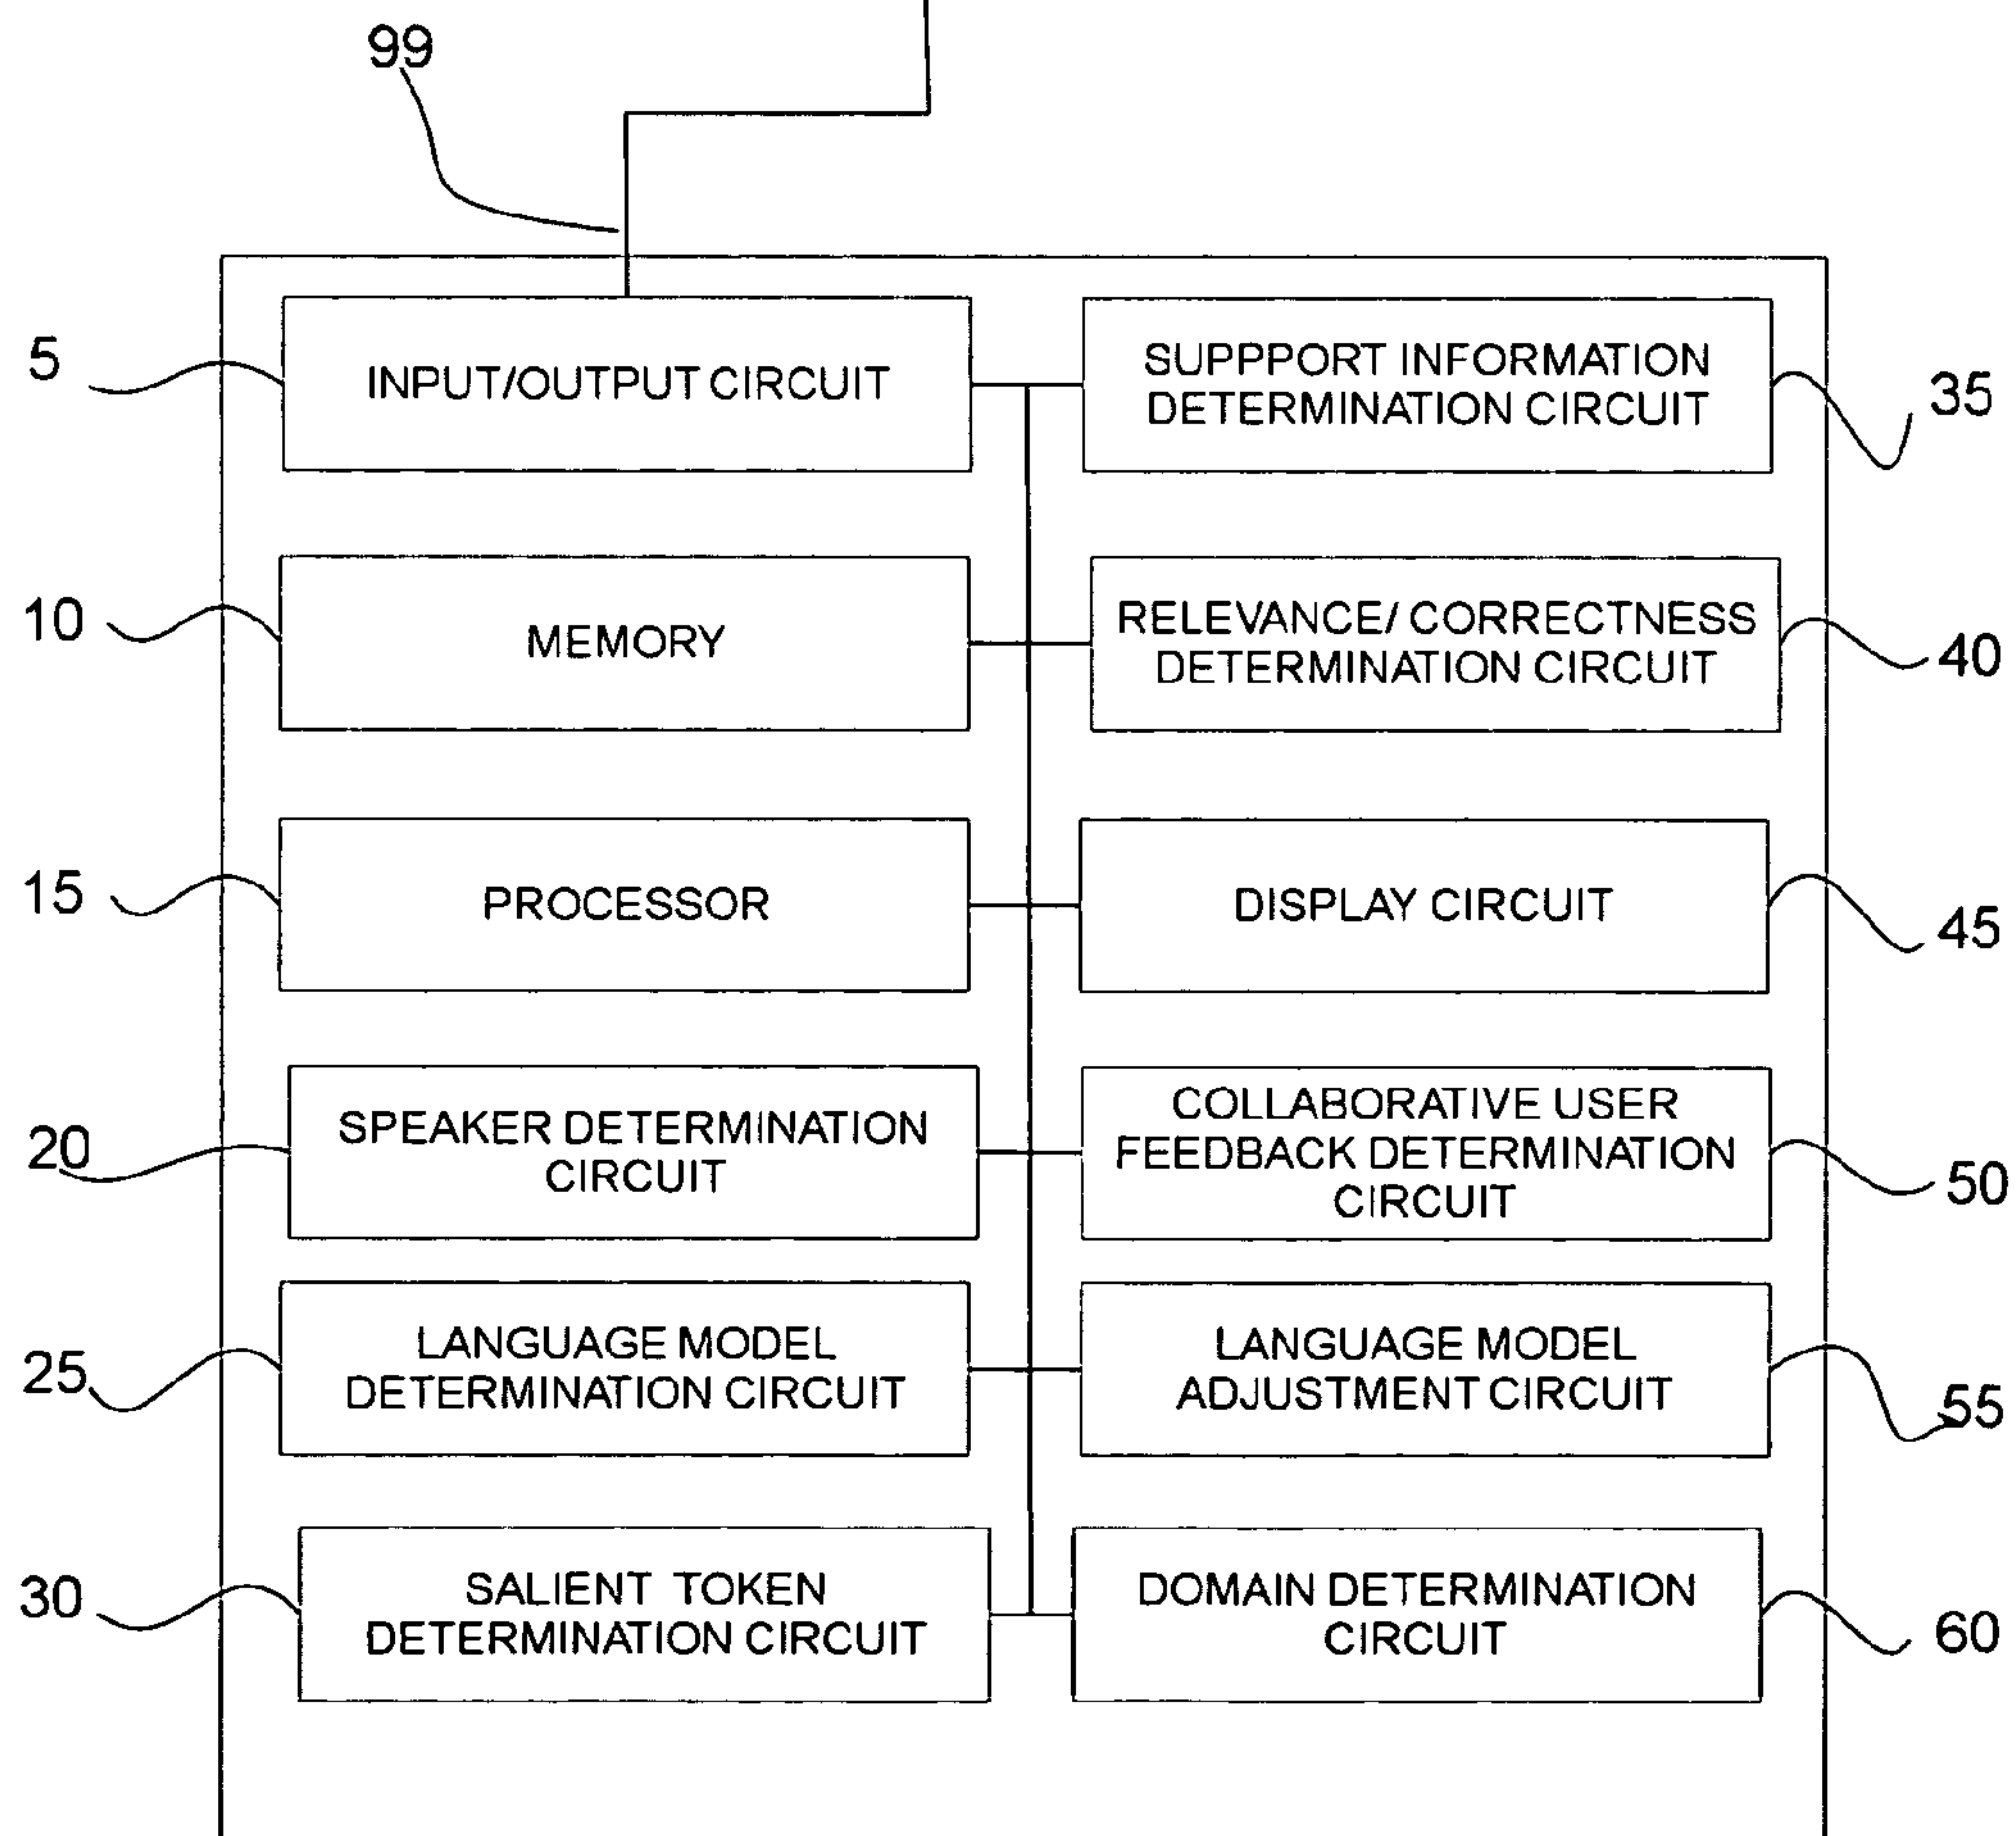 99
5
INPUT/OUTPUT CIRCUIT
SUPPPORT INFORMATION
DETERMINATION CIRCUIT
35
10
MEMORY
RELEVANCE/ CORRECTNESS
DETERMINATION CIRCUIT
40
15
PROCESSOR
DISPLAY CIRCUIT
45
20
SPEAKER DETERMINATION
CIRCUIT
COLLABORATIVE USER
FEEDBACK DETERMINATION
CIRCUIT
50
25
LANGUAGE MODEL
DETERMINATION CIRCUIT
LANGUAGE MODEL
ADJUSTMENT CIRCUIT
55
30
SALIENT TOKEN
DETERMINATION CIRCUIT
DOMAIN DETERMINATION
CIRCUIT
60